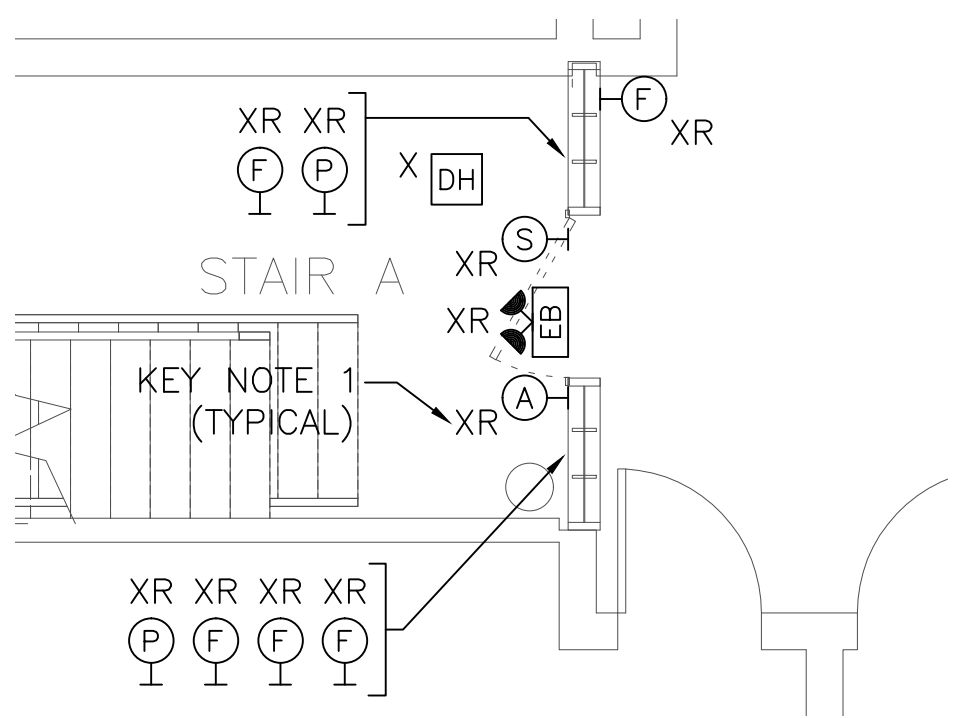 XR XR
F P
F
XR
X DH
S
XR
STAIR A
XR
EB
KEY NOTE 1
(TYPICAL)
A
XR
XR XR XR XR
P F F F